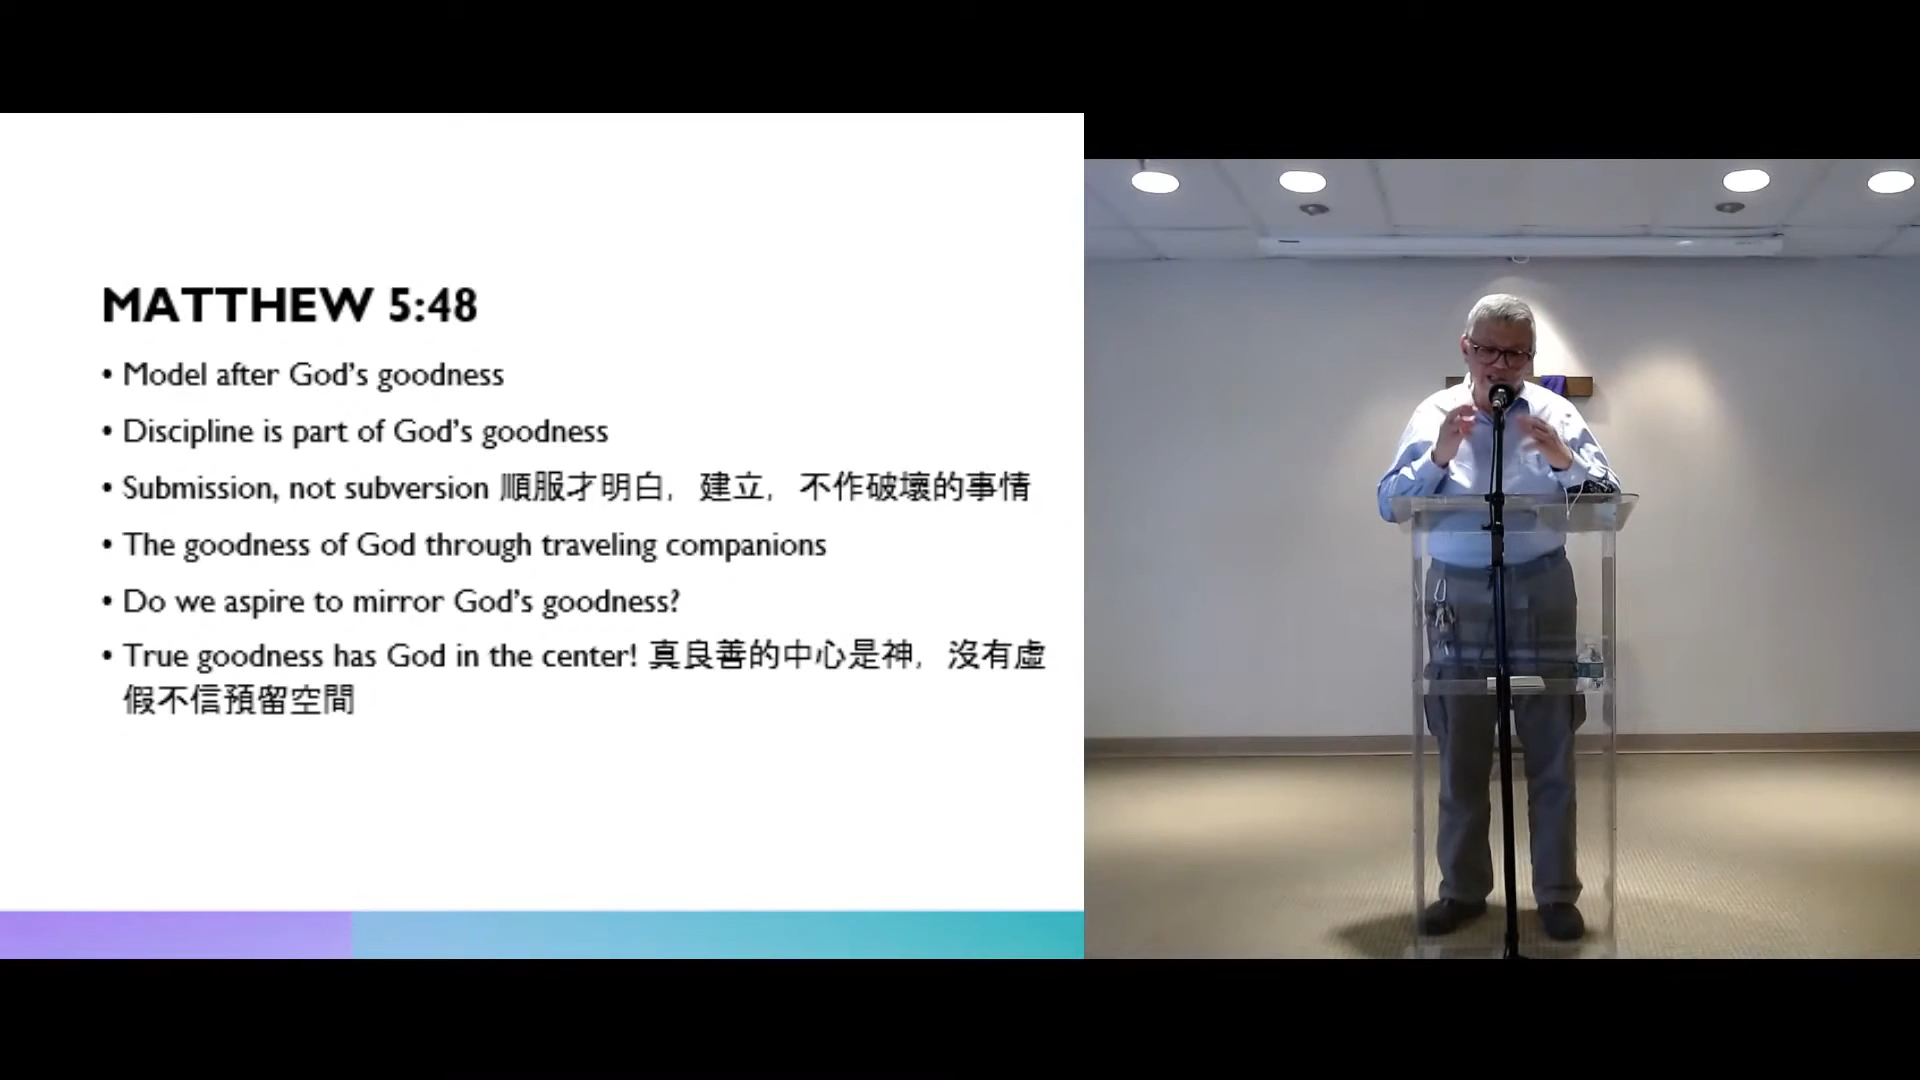 MATTHEW 5:48
• Model after God's goodness
• Discipline is part of God's goodness
• Submission, not subversion 順服才明白，建立，不作破壞的事情
• The goodness of God through traveling companions
• Do we aspire to mirror God's goodness?
• True goodness has God in the center! 真良善的中心是神，沒有虛
假不信預留空間